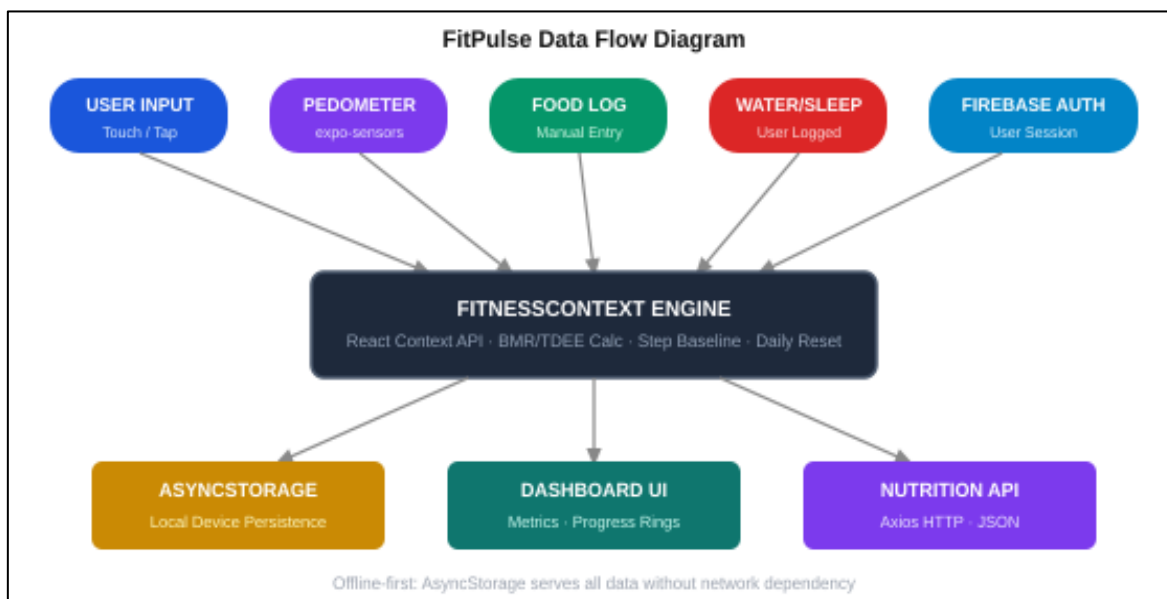 FitPulse Data Flow Diagram
USER INPUT
Touch / Tap
PEDOMETER
expo-sensors
FOOD LOG
Manual Entry
WATER/SLEEP
User Logged
FIREBASE AUTH
User Session
FITNESSCONTEXT ENGINE
React Context API · BMR/TDEE Calc · Step Baseline · Daily Reset
ASYNCSTORAGE
Local Device Persistence
DASHBOARD UI
Metrics · Progress Rings
NUTRITION API
Axios HTTP · JSON
Offline-first: AsyncStorage serves all data without network dependency